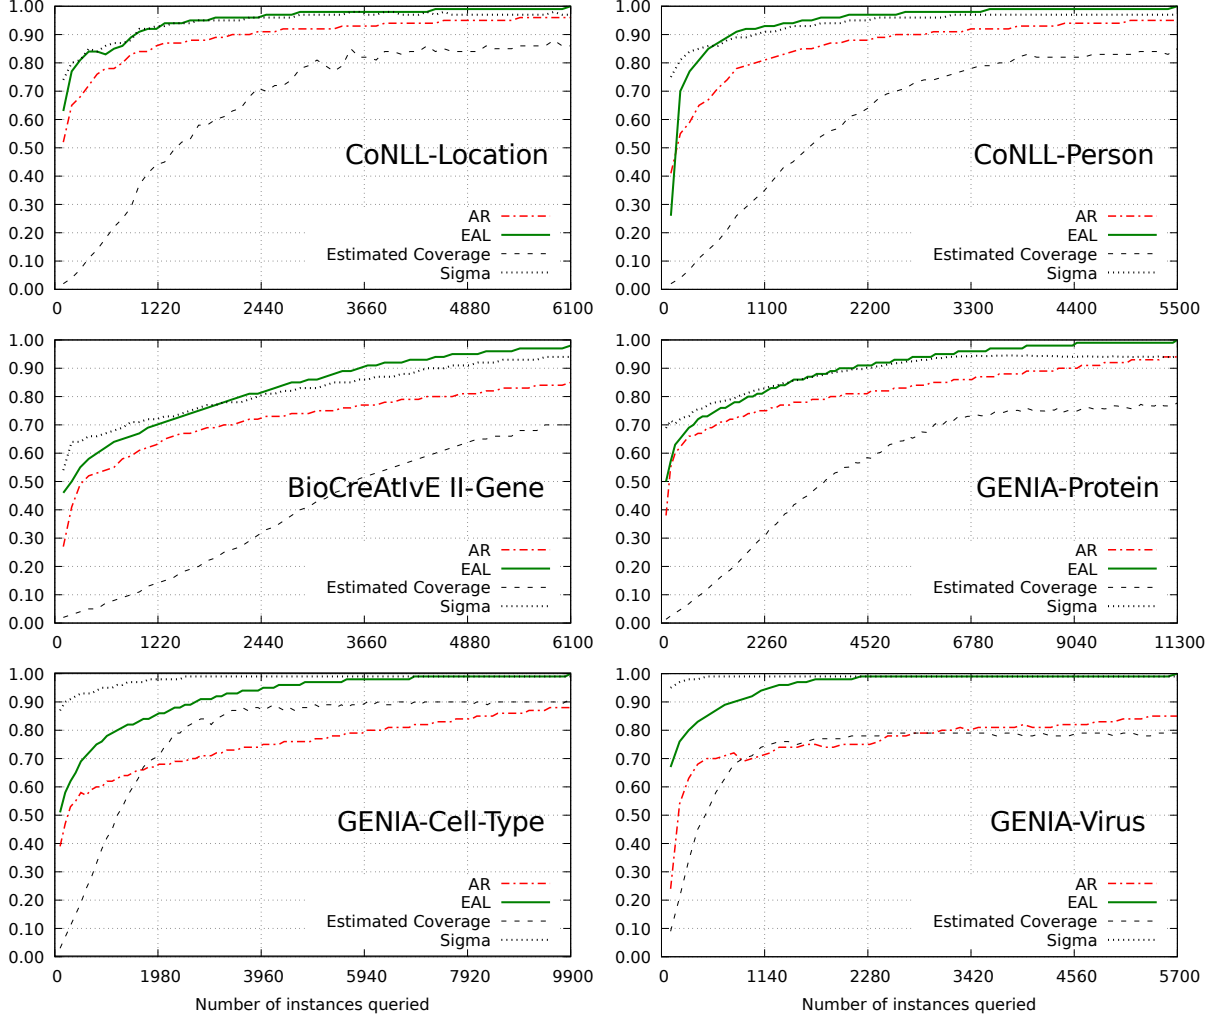 1.00
0.90
0.80
0.70
0.60
0.50
0.40
0.30
0.20
0.10
0.00
0 1220 2440 3660 4880 6100
CoNLL-Location
AR
EAL
Estimated Coverage
Sigma
1.00
0.90
0.80
0.70
0.60
0.50
0.40
0.30
0.20
0.10
0.00
0 1100 2200 3300 4400 5500
CoNLL-Person
AR
EAL
Estimated Coverage
Sigma
1.00
0.90
0.80
0.70
0.60
0.50
0.40
0.30
0.20
0.10
0.00
0 1220 2440 3660 4880 6100
BioCreAtIvE II-Gene
AR
EAL
Estimated Coverage
Sigma
1.00
0.90
0.80
0.70
0.60
0.50
0.40
0.30
0.20
0.10
0.00
0 2260 4520 6780 9040 11300
GENIA-Protein
AR
EAL
Estimated Coverage
Sigma
1.00
0.90
0.80
0.70
0.60
0.50
0.40
0.30
0.20
0.10
0.00
0 1980 3960 5940 7920 9900
GENIA-Cell-Type
AR
EAL
Estimated Coverage
Sigma
Number of instances queried
1.00
0.90
0.80
0.70
0.60
0.50
0.40
0.30
0.20
0.10
0.00
0 1140 2280 3420 4560 5700
GENIA-Virus
AR
EAL
Estimated Coverage
Sigma
Number of instances queried